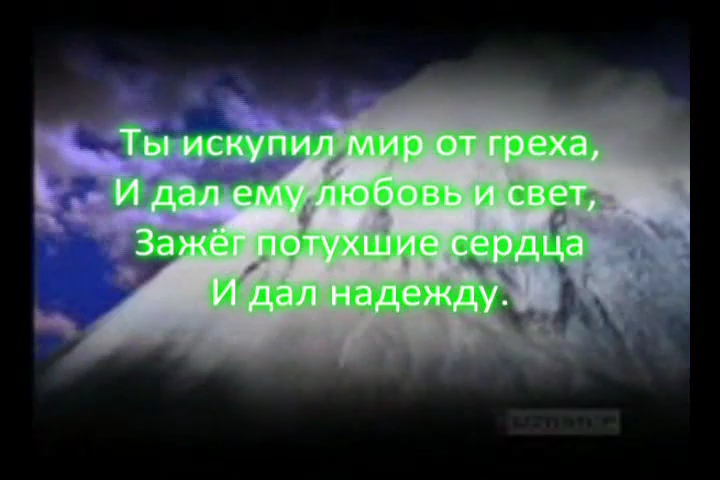 Ты искупил мир от греха,
И дал ему любовь и свет,
Зажёг потухшие сердца
И дал надежду.